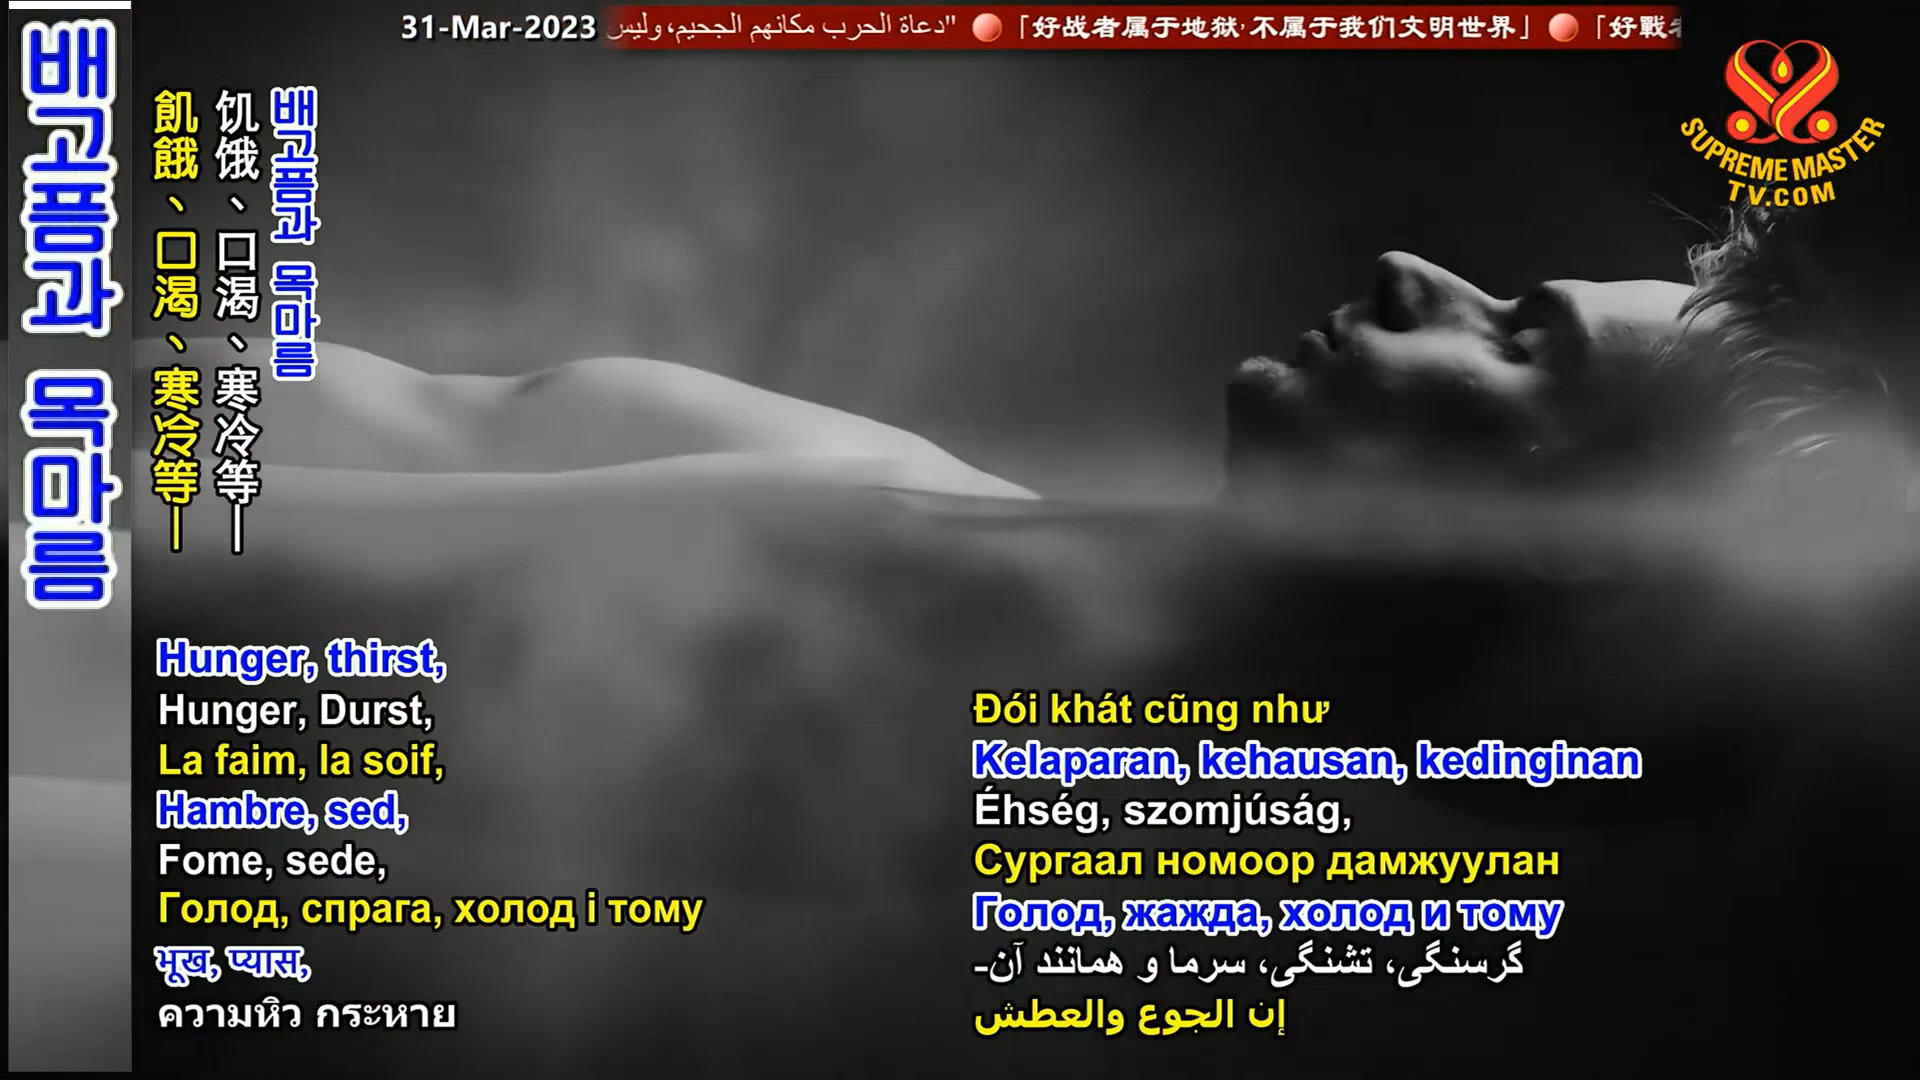 31-Mar-2023
"دعاة الحرب مكانهم الجحيم، وليس
「好战者属于地狱,不属于我们文明世界」
「好戰
SUPREME MASTER
TV.COM
배고픔과 목마름
飢餓、口渴、寒冷等—
饥饿、口渴、寒冷等—
배고픔과 목마름
Hunger, thirst,
Hunger, Durst,
La faim, la soif,
Hambre, sed,
Fome, sede,
Голод, спрага, холод і тому
भूख, प्यास,
ความหิว กระหาย
Đói khát cũng như
Kelaparan, kehausan, kedinginan
Éhség, szomjúság,
Сургаал номоор дамжуулан
Голод, жажда, холод и тому
گرسنگی، تشنگی، سرما و همانند آن-
إن الجوع والعطش